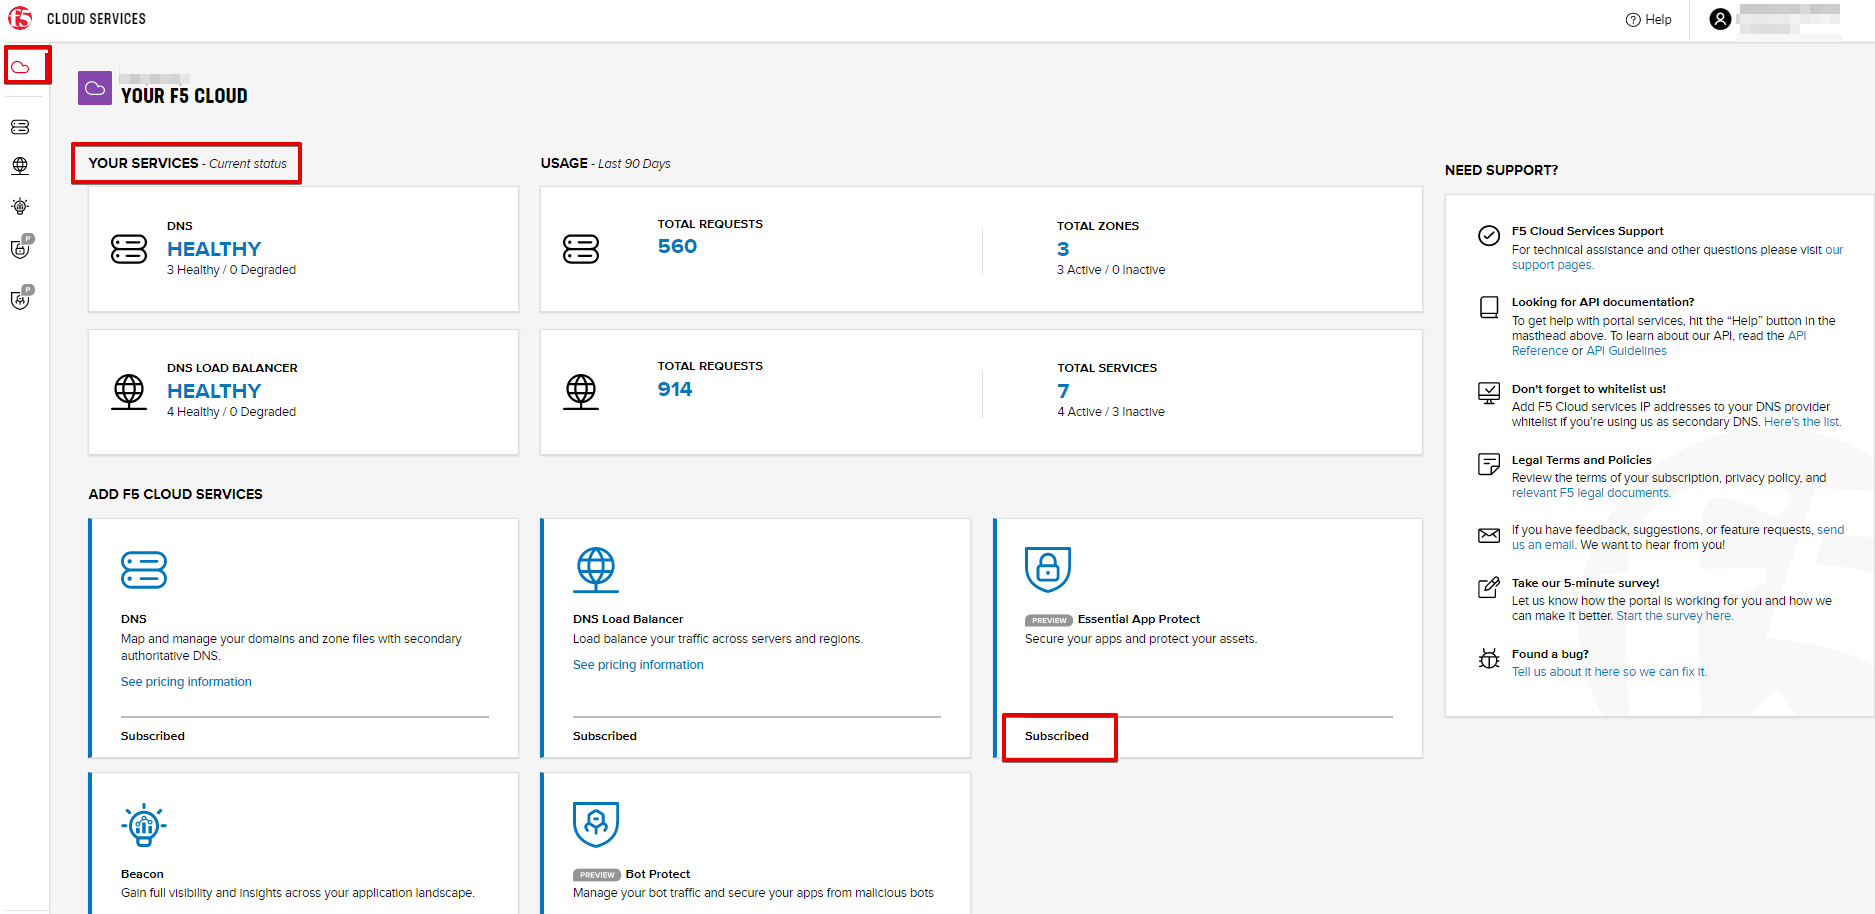 f5 CLOUD SERVICES
Help
YOUR F5 CLOUD
P
P
YOUR SERVICES - Current status
DNS
HEALTHY
3 Healthy / 0 Degraded
DNS LOAD BALANCER
HEALTHY
4 Healthy / 0 Degraded
USAGE - Last 90 Days
TOTAL REQUESTS
560
TOTAL ZONES
3
3 Active / 0 Inactive
TOTAL REQUESTS
914
TOTAL SERVICES
7
4 Active / 3 Inactive
ADD F5 CLOUD SERVICES
DNS
Map and manage your domains and zone files with secondary
authoritative DNS.
See pricing information
Subscribed
DNS Load Balancer
Load balance your traffic across servers and regions.
See pricing information
Subscribed
PREVIEW Essential App Protect
Secure your apps and protect your assets.
Subscribed
Beacon
Gain full visibility and insights across your application landscape.
PREVIEW Bot Protect
Manage your bot traffic and secure your apps from malicious bots
NEED SUPPORT?
F5 Cloud Services Support
For technical assistance and other questions please visit our
support pages.
Looking for API documentation?
To get help with portal services, hit the “Help” button in the
masthead above. To learn about our API, read the API
Reference or API Guidelines
Don't forget to whitelist us!
Add F5 Cloud services IP addresses to your DNS provider
whitelist if you're using us as secondary DNS. Here's the list.
Legal Terms and Policies
Review the terms of your subscription, privacy policy, and
relevant F5 legal documents.
If you have feedback, suggestions, or feature requests, send
us an email. We want to hear from you!
Take our 5-minute survey!
Let us know how the portal is working for you and how we
can make it better. Start the survey here.
Found a bug?
Tell us about it here so we can fix it.